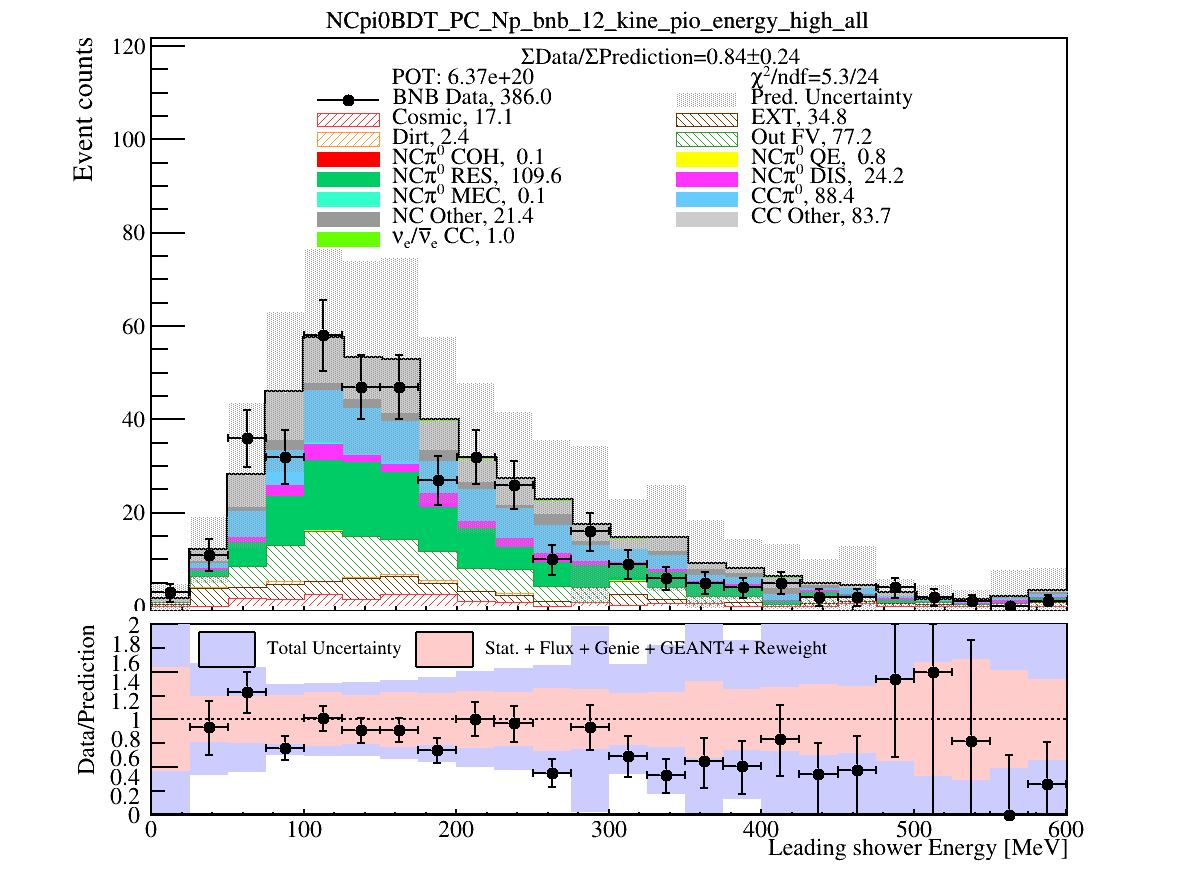 NCpi0BDT_PC_Np_bnb_12_kine_pio_energy_high_all
ΣData/ΣPrediction=0.84±0.24
POT: 6.37e+20
χ²/ndf=5.3/24
BNB Data, 386.0
Pred. Uncertainty
Cosmic, 17.1
EXT, 34.8
Dirt, 2.4
Out FV, 77.2
NCπ⁰ COH, 0.1
NCπ⁰ QE, 0.8
NCπ⁰ RES, 109.6
NCπ⁰ DIS, 24.2
NCπ⁰ MEC, 0.1
CCπ⁰, 88.4
NC Other, 21.4
CC Other, 83.7
νₑ/ν̅ₑ CC, 1.0
Event counts
120
100
80
60
40
20
0
Total Uncertainty
Stat. + Flux + Genie + GEANT4 + Reweight
Data/Prediction
2
1.6
1.4
1.2
1
0.8
0.6
0.4
0.2
0
0 100 200 300 400 500 600
Leading shower Energy [MeV]